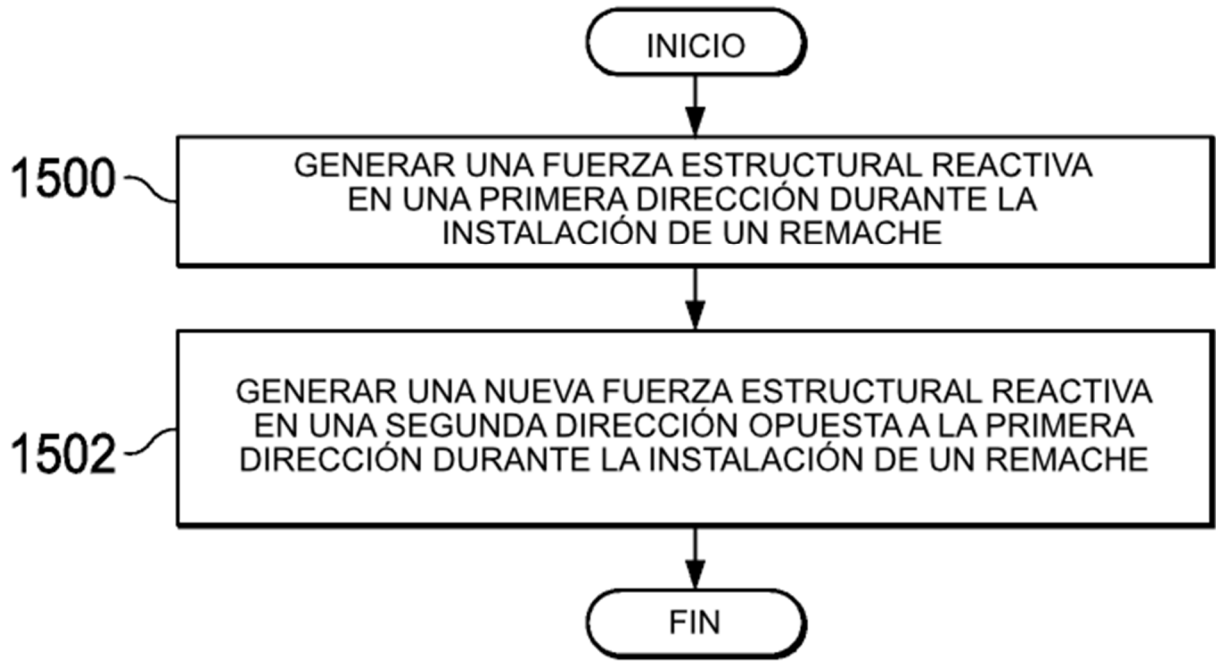 INICIO
1500
GENERAR UNA FUERZA ESTRUCTURAL REACTIVA
EN UNA PRIMERA DIRECCIÓN DURANTE LA
INSTALACIÓN DE UN REMACHE
1502
GENERAR UNA NUEVA FUERZA ESTRUCTURAL REACTIVA
EN UNA SEGUNDA DIRECCIÓN OPUESTA A LA PRIMERA
DIRECCIÓN DURANTE LA INSTALACIÓN DE UN REMACHE
FIN